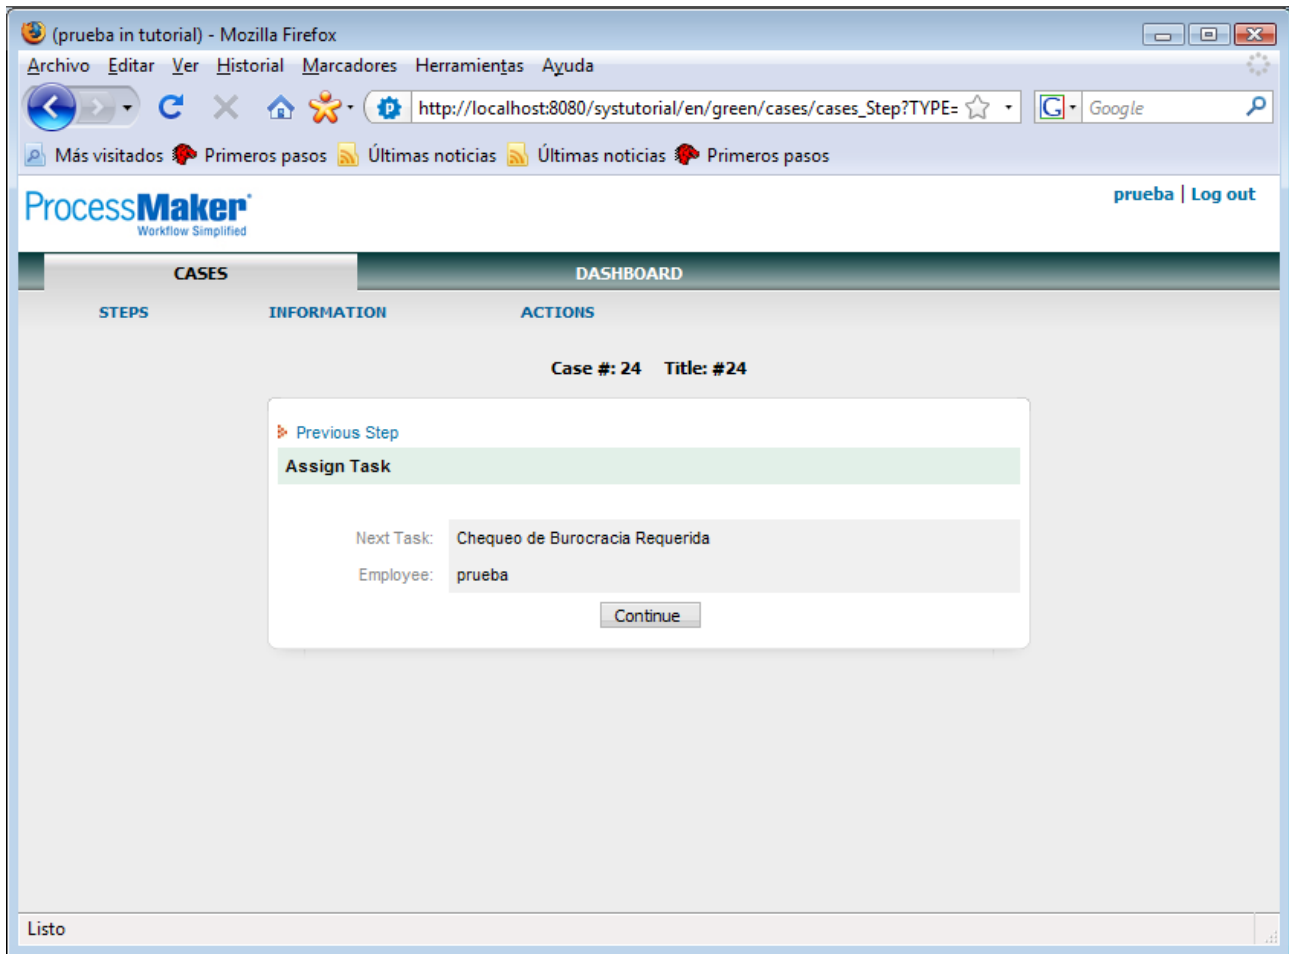 (prueba in tutorial) - Mozilla Firefox
Archivo Editar Ver Historial Marcadores Herramientas Ayuda
http://localhost:8080/systutorial/en/green/cases/cases_Step?TYPE= G Google
Más visitados Primeros pasos Últimas noticias Últimas noticias Primeros pasos
ProcessMaker prueba | Log out
Workflow Simplified
CASES DASHBOARD
STEPS INFORMATION ACTIONS
Case #: 24 Title: #24
Previous Step
Assign Task
Next Task: Chequeo de Burocracia Requerida
Employee: prueba
Continue
Listo